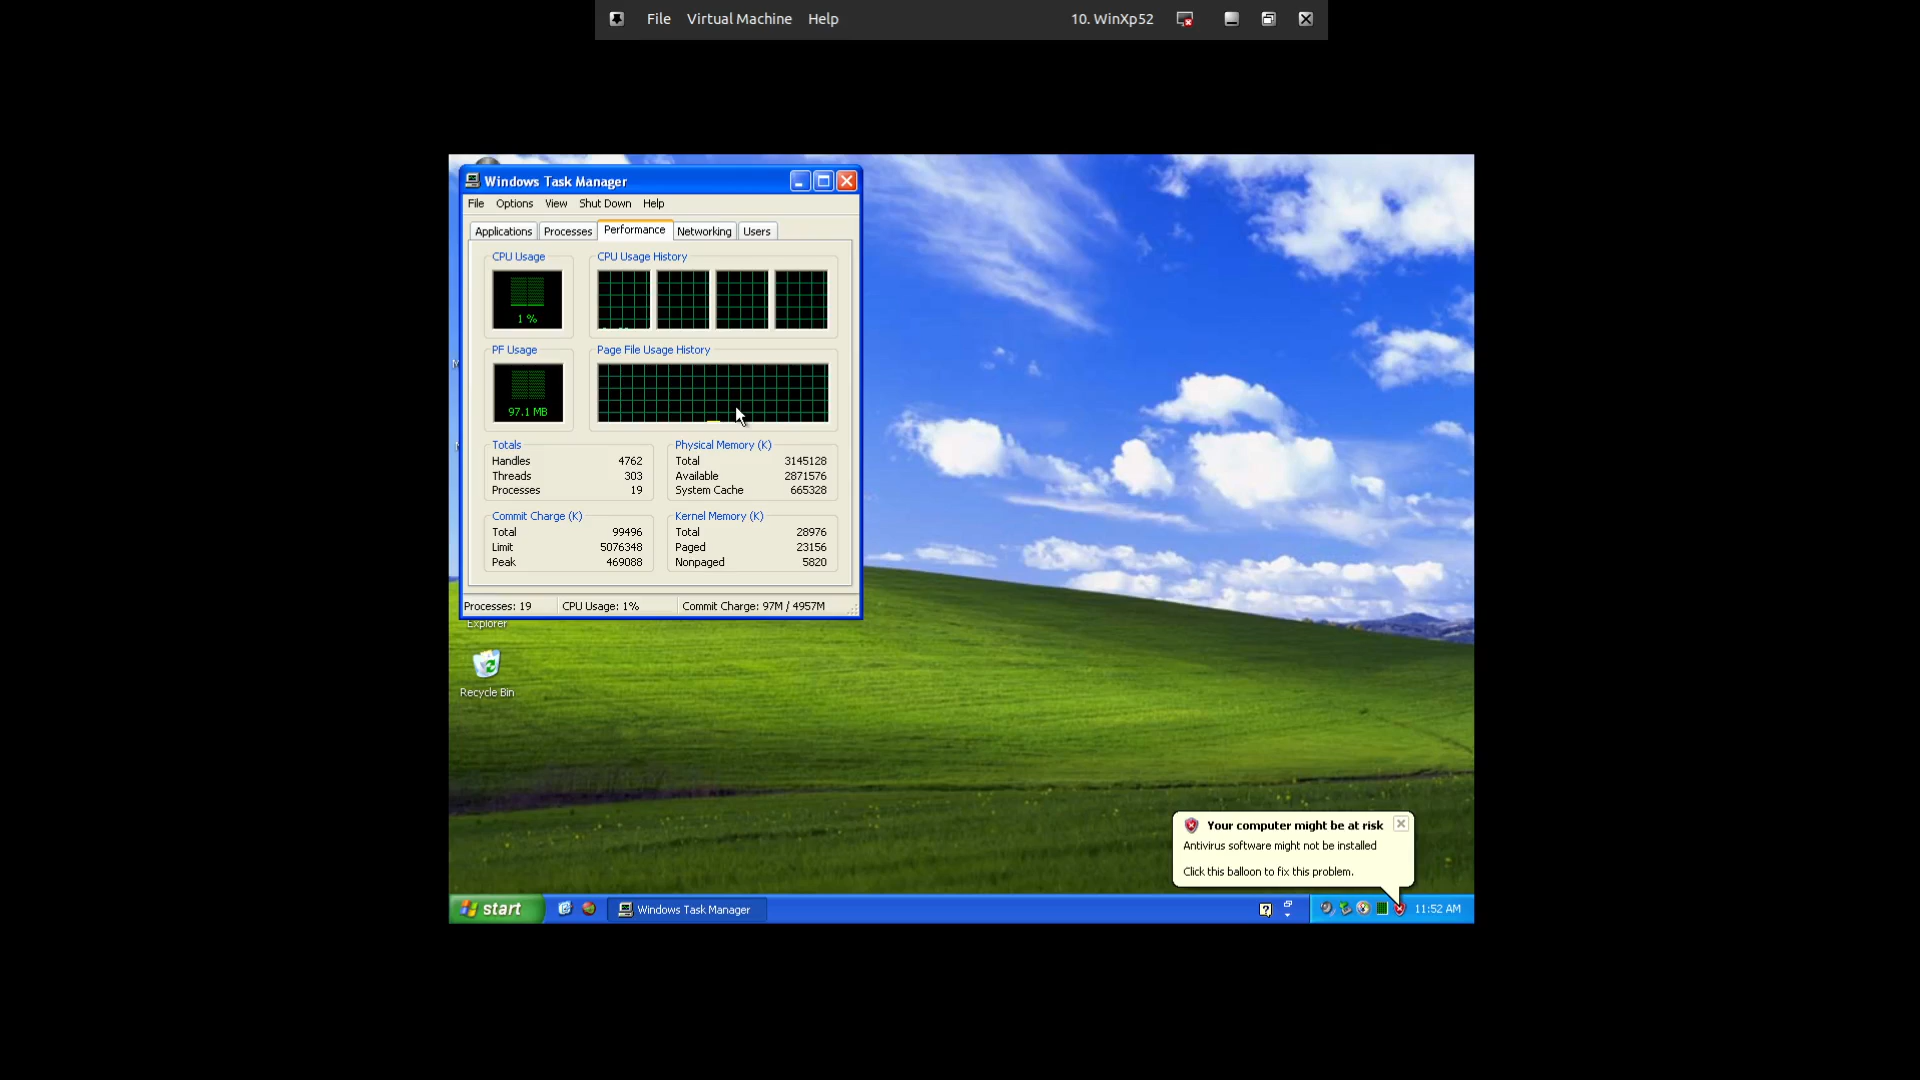 File Virtual Machine Help 10. WinXp52
Windows Task Manager
File Options View Shut Down Help
Applications Processes Performance Networking Users
CPU Usage
1 %
CPU Usage History
PF Usage
97.1 MB
Page File Usage History
Totals
Handles 4762
Threads 303
Processes 19
Physical Memory (K)
Total 3145128
Available 2871576
System Cache 665328
Commit Charge (K)
Total 99496
Limit 5076348
Peak 469088
Kernel Memory (K)
Total 28976
Paged 23156
Nonpaged 5820
Processes: 19 CPU Usage: 1% Commit Charge: 97M / 4957M
Explorer
Recycle Bin
Your computer might be at risk
Antivirus software might not be installed
Click this balloon to fix this problem.
start Windows Task Manager 11:52 AM